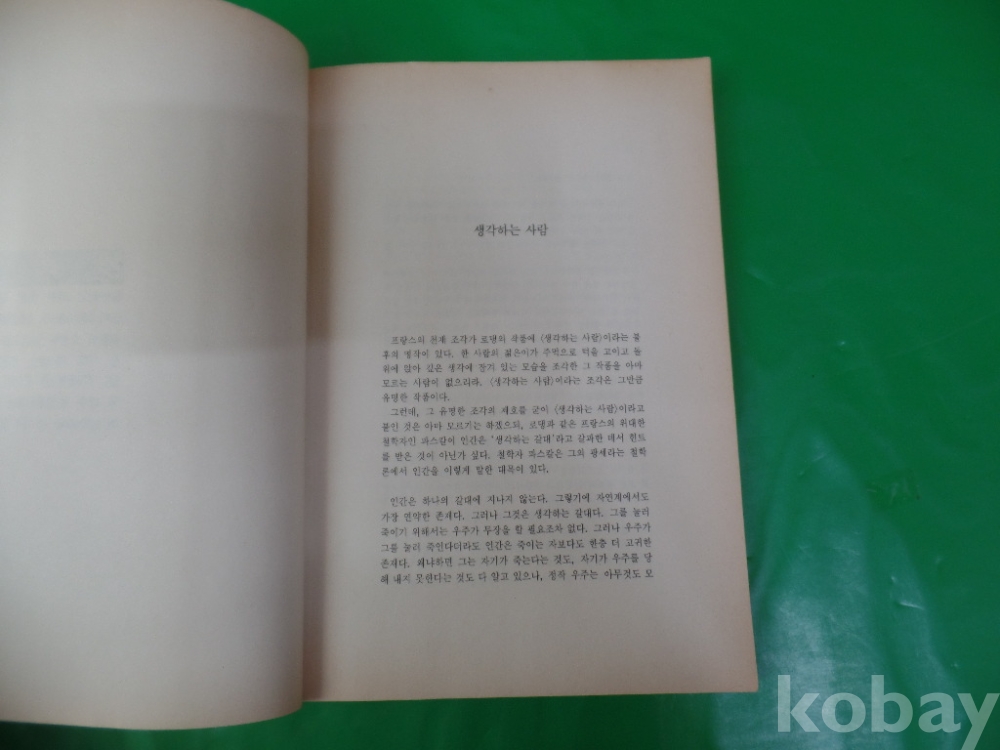 생각하는 사람
프랑스의 천재 조각가 로댕의 작품에 〈생각하는 사람〉이라는 불
후의 명작이 있다. 한 사람의 젊은이가 주먹으로 턱을 고이고 돌
위에 앉아 깊은 생각에 잠겨 있는 모습을 조각한 그 작품을 아마
모르는 사람이 없으리라. 〈생각하는 사람〉이라는 조각은 그만큼
유명한 작품이다.
그런데, 그 유명한 조각의 제호를 굳이 〈생각하는 사람〉이라고
붙인 것은 아마 모르기는 하겠으되, 로댕과 같은 프랑스의 위대한
철학자인 파스칼이 인간은 '생각하는 갈대'라고 갈파한 데서 힌트
를 받은 것이 아닌가 싶다. 철학자 파스칼은 그의 팡세라는 철학
론에서 인간을 이렇게 말한 대목이 있다.
인간은 하나의 갈대에 지나지 않는다. 그렇기에 자연계에서도
가장 연약한 존재다. 그러나 그것은 생각하는 갈대다. 그를 눌러
죽이기 위해서는 우주가 무장을 할 필요조차 없다. 그러나 우주가
그를 눌러 죽인다더라도 인간은 죽이는 자보다도 한층 더 고귀한
존재다. 왜냐하면 그는 자기가 죽는다는 것도, 자기가 우주를 당
해 내지 못한다는 것도 다 알고 있으나, 정작 우주는 아무것도 모
kobay